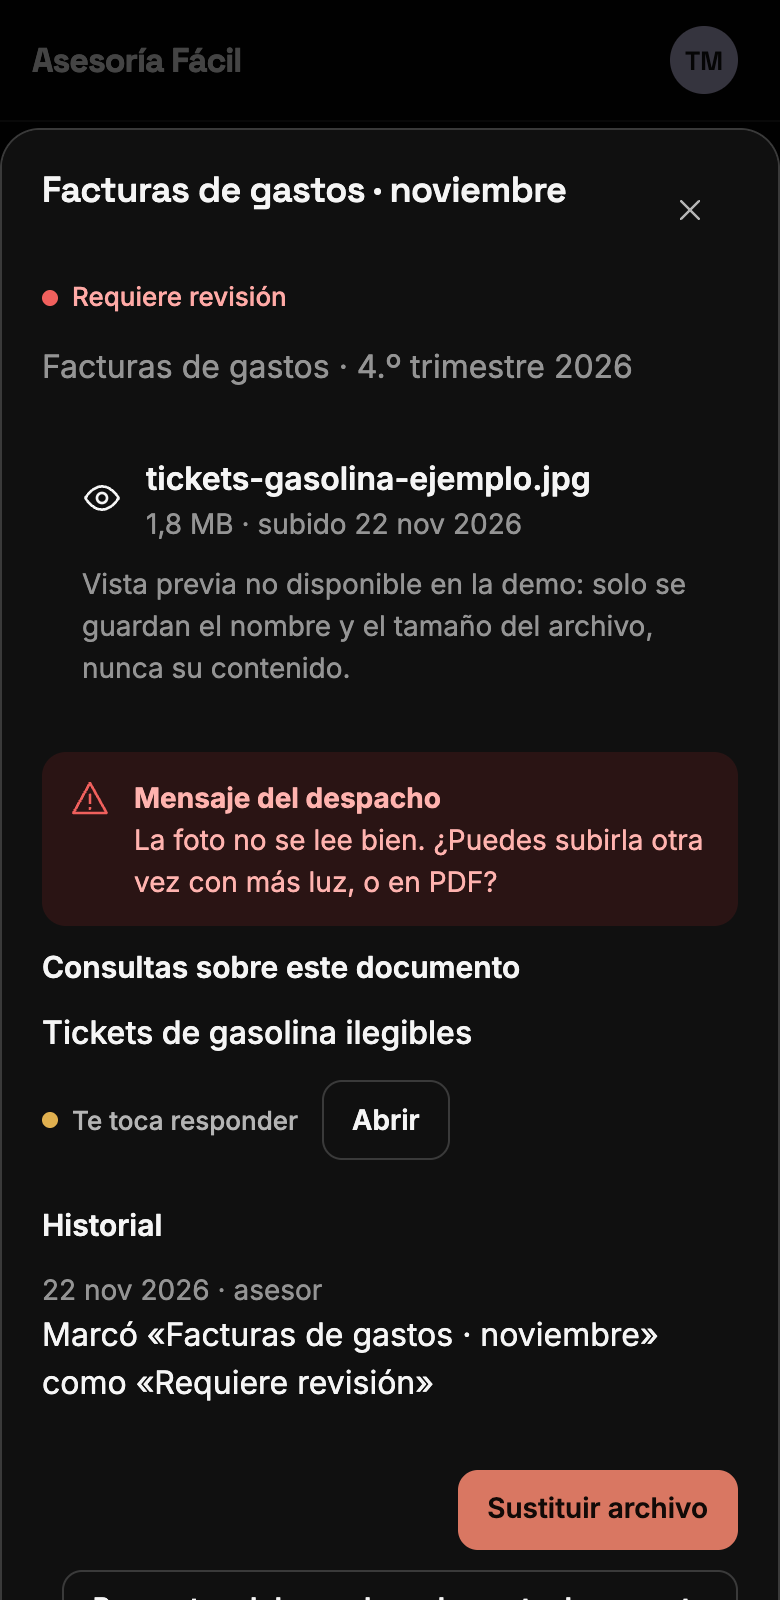 Asesoría Fácil
TM
Facturas de gastos · noviembre
Requiere revisión
Facturas de gastos · 4.º trimestre 2026
tickets-gasolina-ejemplo.jpg
1,8 MB · subido 22 nov 2026
Vista previa no disponible en la demo: solo se
guardan el nombre y el tamaño del archivo,
nunca su contenido.
Mensaje del despacho
La foto no se lee bien. ¿Puedes subirla otra
vez con más luz, o en PDF?
Consultas sobre este documento
Tickets de gasolina ilegibles
Te toca responder
Abrir
Historial
22 nov 2026 · asesor
Marcó «Facturas de gastos · noviembre»
como «Requiere revisión»
Sustituir archivo